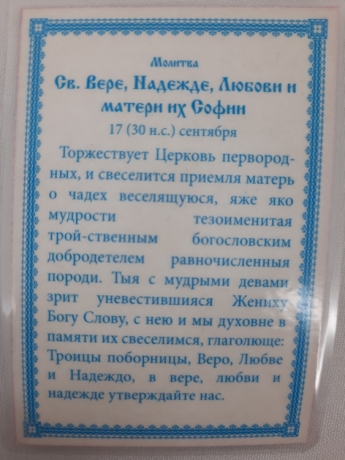 Молитва
Св. Вере, Надежде, Любови и
матери их Софии
17 (30 н.с.) сентября
Торжествует Церковь первород-
ных, и свеселится приемля матерь
о чадех веселящуюся, яже яко
мудрости тезоименитая
трой-ственным богословским
добродетелем равночисленныя
породи. Тыя с мудрыми девами
зрит уневестившияся Жениху
Богу Слову, с нею и мы духовне в
памяти их свеселимся, глаголюще:
Троицы поборницы, Веро, Любве
и Надеждо, в вере, любви и
надежде утверждайте нас.